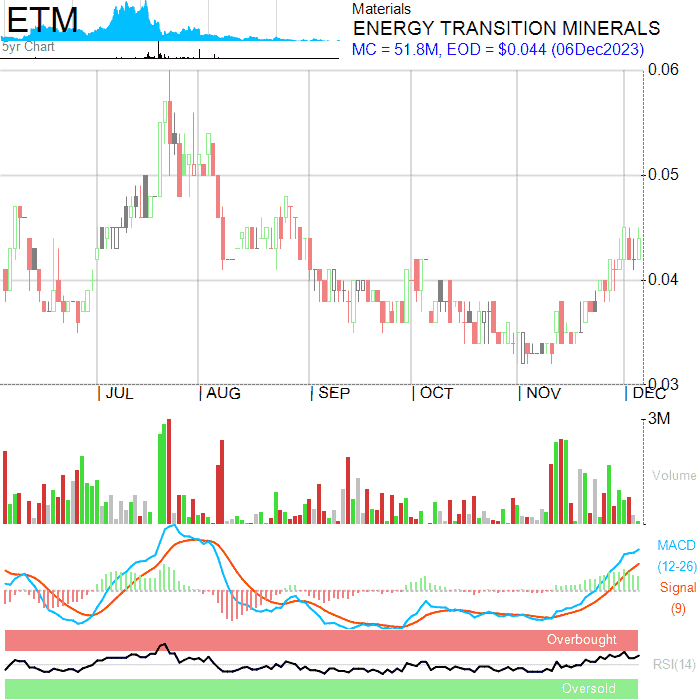 ETM
5yr Chart
Materials
ENERGY TRANSITION MINERALS
MC = 51.8M, EOD = $0.044 (06Dec2023)
0.06
0.05
0.04
0.03
JUL
AUG
SEP
OCT
NOV
DEC
3M
Volume
MACD
(12-26)
Signal
(9)
Overbought
RSI(14)
Oversold